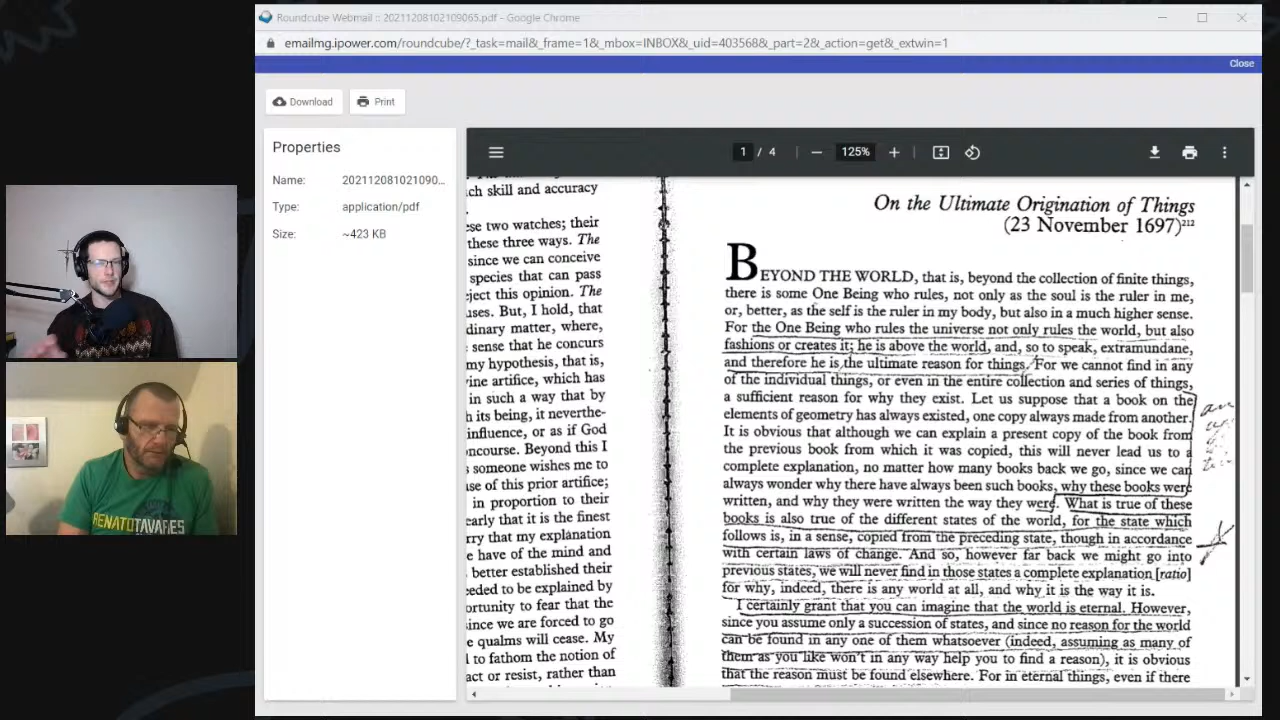 Roundcube Webmail :: 20211208102109065.pdf - Google Chrome
emailmg.ipower.com/roundcube/?_task=mail&_frame=1&_mbox=INBOX&_uid=403568&_part=2&_action=get&_extwin=1
Close
Download Print
Properties
Name: 202112081021090...
Type: application/pdf
Size: ~423 KB
1 / 4 125%
ch skill and accuracy
se two watches; their
these three ways. The
since we can conceive
species that can pass
ject this opinion. The
uses. But, I hold, that
dinary matter, where,
sense that he concurs
my hypothesis, that is,
vine artifice, which has
in such a way that by
h its being, it neverthe-
influence, or as if God
ncourse. Beyond this I
someone wishes me to
use of this prior artifice;
in proportion to their
early that it is the finest
rry that my explanation
have of the mind and
better established their
eeded to be explained by
ortunity to fear that the
since we are forced to go
e qualms will cease. My
l to fathom the notion of
act or resist, rather than
On the Ultimate Origination of Things
(23 November 1697)212
BEYOND THE WORLD, that is, beyond the collection of finite things,
there is some One Being who rules, not only as the soul is the ruler in me,
or, better, as the self is the ruler in my body, but also in a much higher sense.
For the One Being who rules the universe not only rules the world, but also
fashions or creates it; he is above the world, and, so to speak, extramundane,
and therefore he is the ultimate reason for things. For we cannot find in any
of the individual things, or even in the entire collection and series of things,
a sufficient reason for why they exist. Let us suppose that a book on the
elements of geometry has always existed, one copy always made from another.
It is obvious that although we can explain a present copy of the book from
the previous book from which it was copied, this will never lead us to a
complete explanation, no matter how many books back we go, since we can
always wonder why there have always been such books, why these books were
written, and why they were written the way they were. What is true of these
books is also true of the different states of the world, for the state which
follows is, in a sense, copied from the preceding state, though in accordance
with certain laws of change. And so, however far back we might go into
previous states, we will never find in those states a complete explanation [ratio]
for why, indeed, there is any world at all, and why it is the way it is.
I certainly grant that you can imagine that the world is eternal. However,
since you assume only a succession of states, and since no reason for the world
can be found in any one of them whatsoever (indeed, assuming as many of
them as you like won't in any way help you to find a reason), it is obvious
that the reason must be found elsewhere. For in eternal things, even if there
RENATO TAVARES